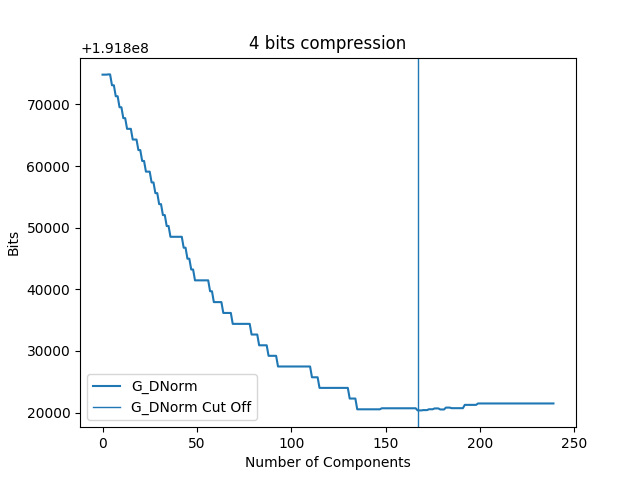 4 bits compression
+1.918e8
70000
60000
50000
40000
30000
20000
Bits
G_DNorm
G_DNorm Cut Off
0 50 100 150 200 250
Number of Components